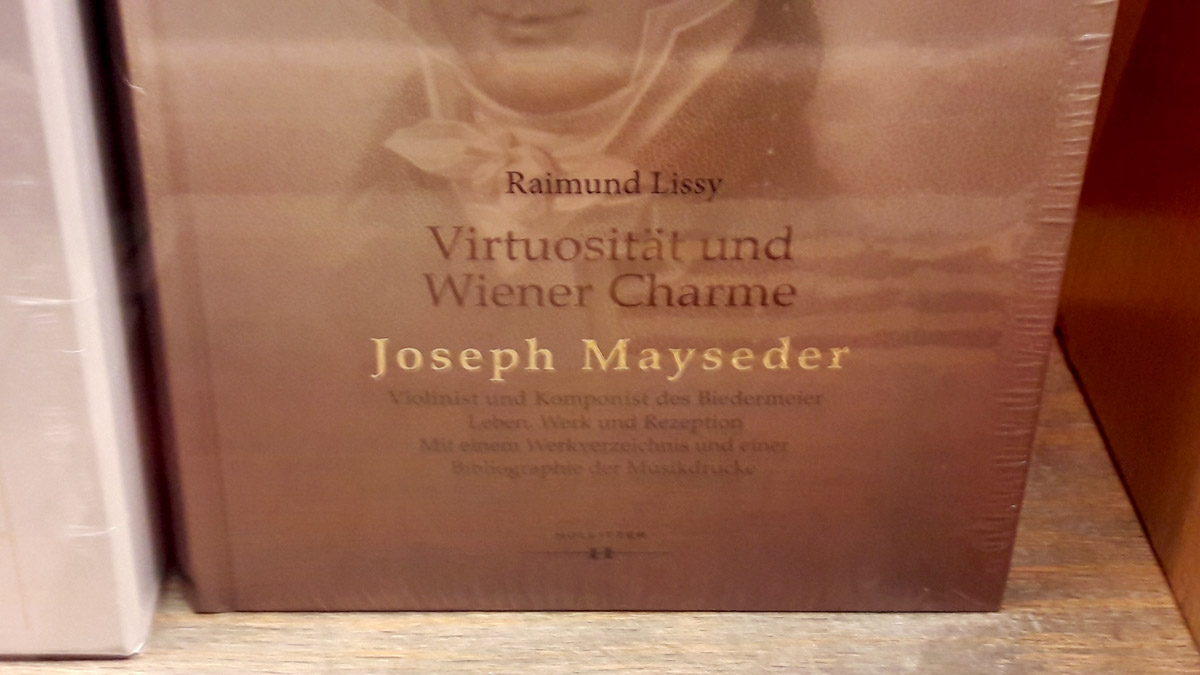 Raimund Lissy
Virtuosität und
Wiener Charme
Joseph Mayseder
Violinist und Komponist des Biedermeier
Leben, Werk und Rezeption
Mit einem Werkverzeichnis und einer
Bibliographie der Musikdrucke
HOLLITZER